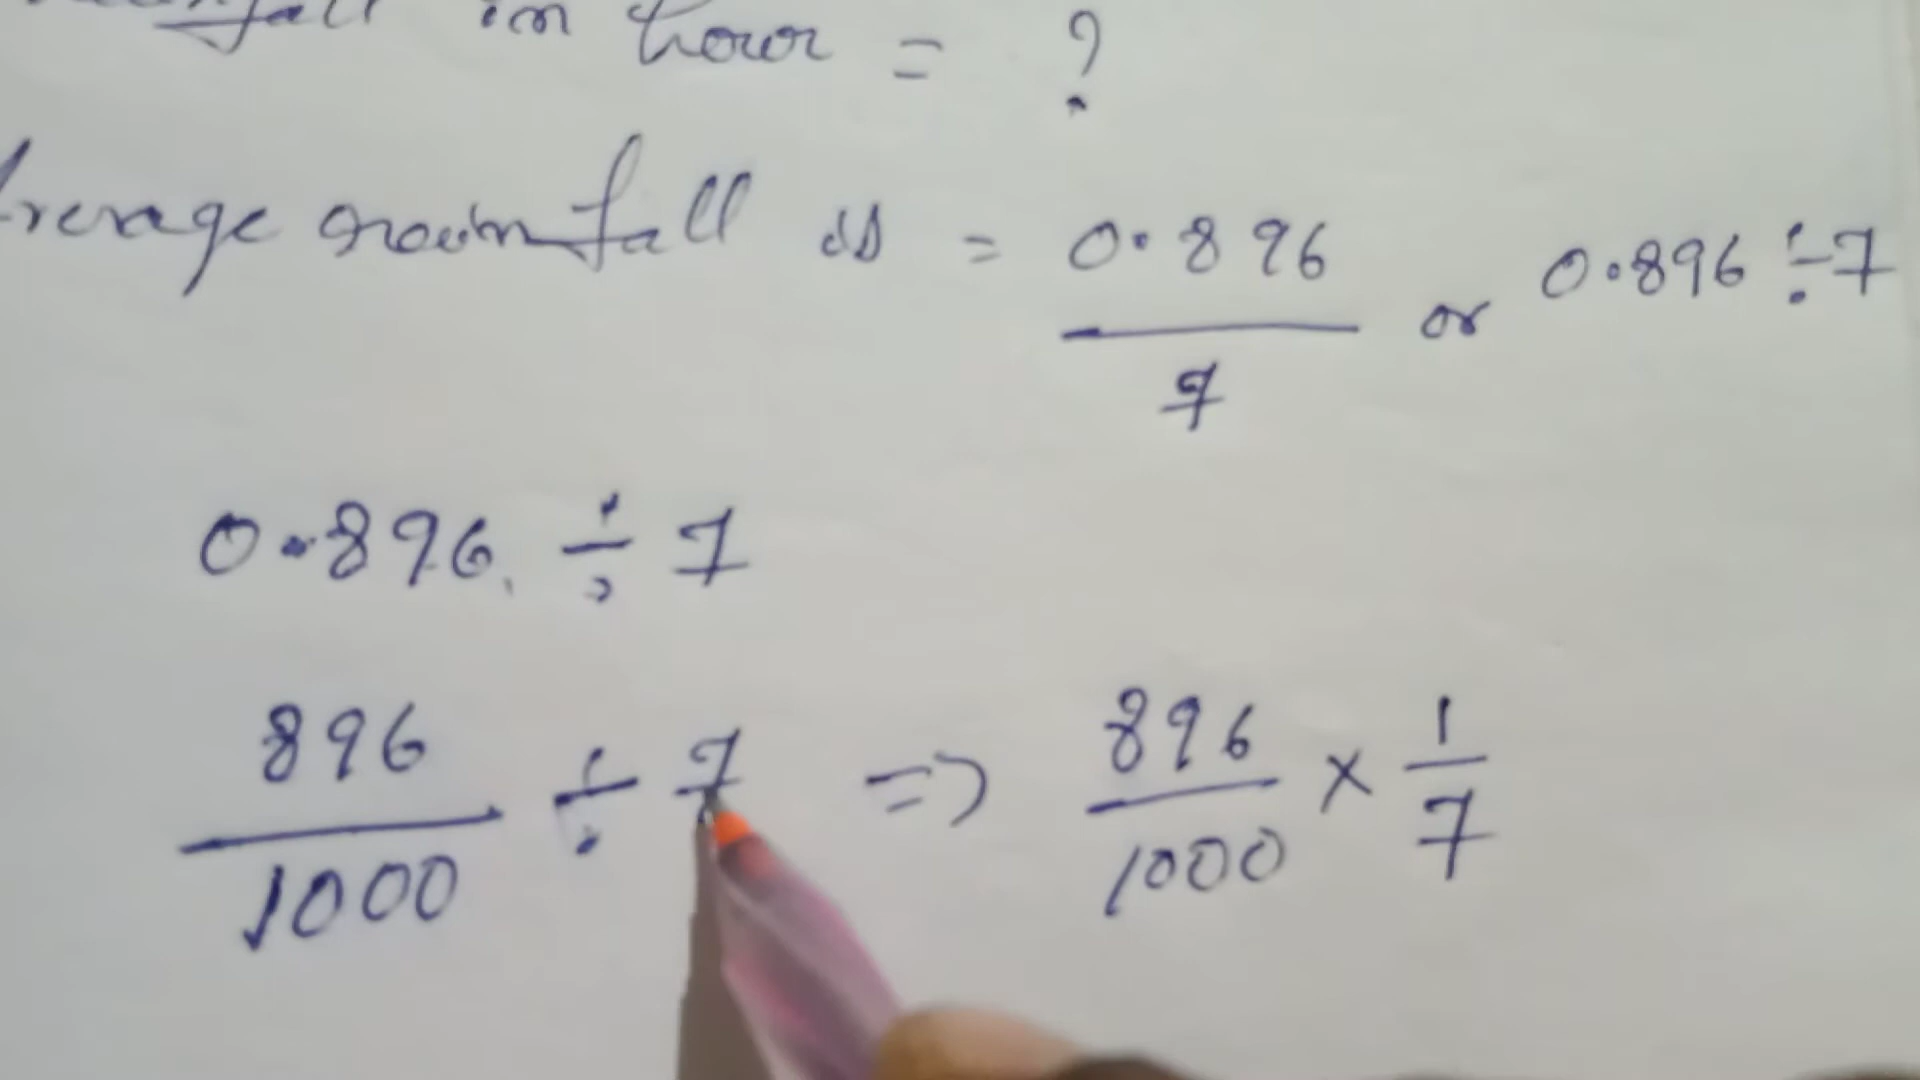 in hour = ?
Average rainfall is = 0.896 / 7 or 0.896 ÷ 7
0.896 ÷ 7
896 / 1000 ÷ 7 => 896 / 1000 × 1 / 7